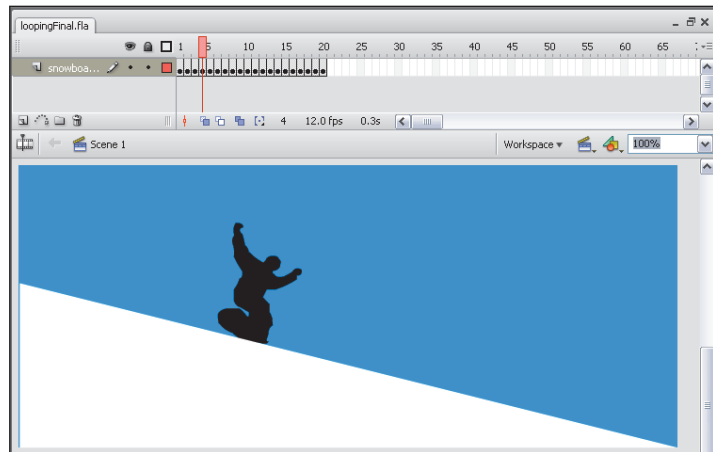 loopingFinal.fla
1 5 10 15 20 25 30 35 40 45 50 55 60 65
snowboa...
4 12.0 fps 0.3s
Scene 1 Workspace 100%